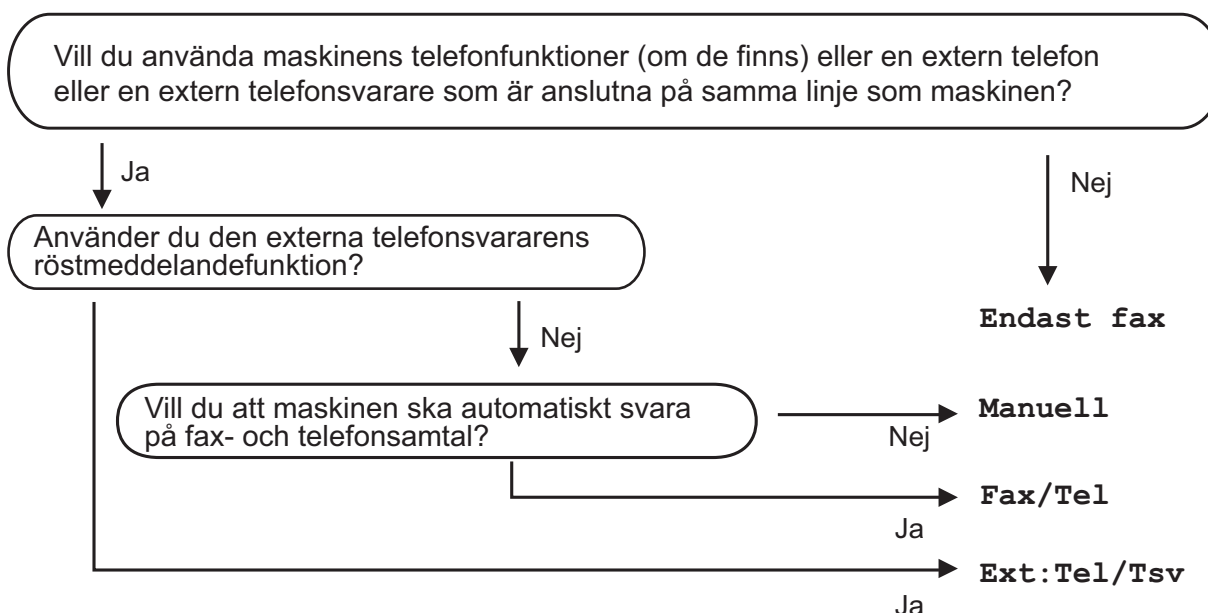 Vill du använda maskinens telefonfunktioner (om de finns) eller en extern telefon
eller en extern telefonsvarare som är anslutna på samma linje som maskinen?
Ja
Nej
Använder du den externa telefonsvararens
röstmeddelandefunktion?
Endast fax
Nej
Vill du att maskinen ska automatiskt svara
på fax- och telefonsamtal?
Manuell
Nej
Fax/Tel
Ja
Ext:Tel/Tsv
Ja